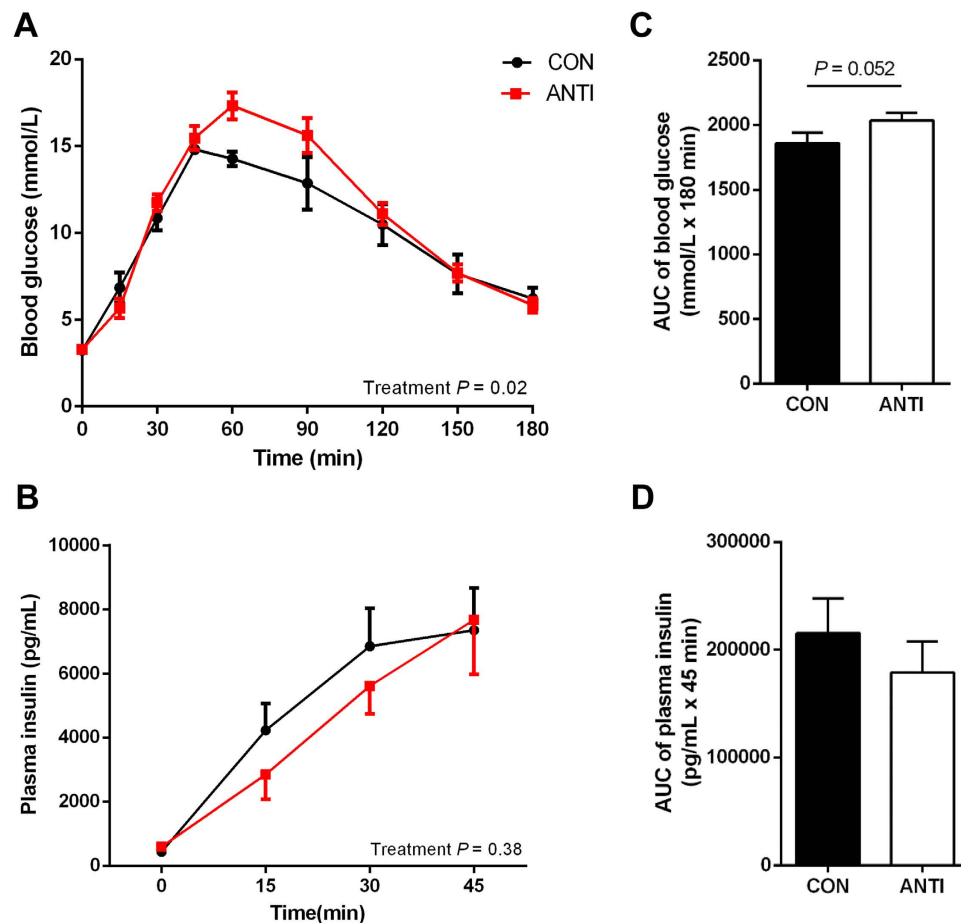 A
Blood glucose (mmol/L)
20
15
10
5
0
CON
ANTI
Treatment P = 0.02
0 30 60 90 120 150 180
Time (min)
C
AUC of blood glucose
(mmol/L x 180 min)
2500
2000
1500
1000
500
0
P = 0.052
CON ANTI
B
Plasma insulin (pg/mL)
10000
8000
6000
4000
2000
0
Treatment P = 0.38
0 15 30 45
Time(min)
D
AUC of plasma insulin
(pg/mL x 45 min)
300000
200000
100000
0
CON ANTI